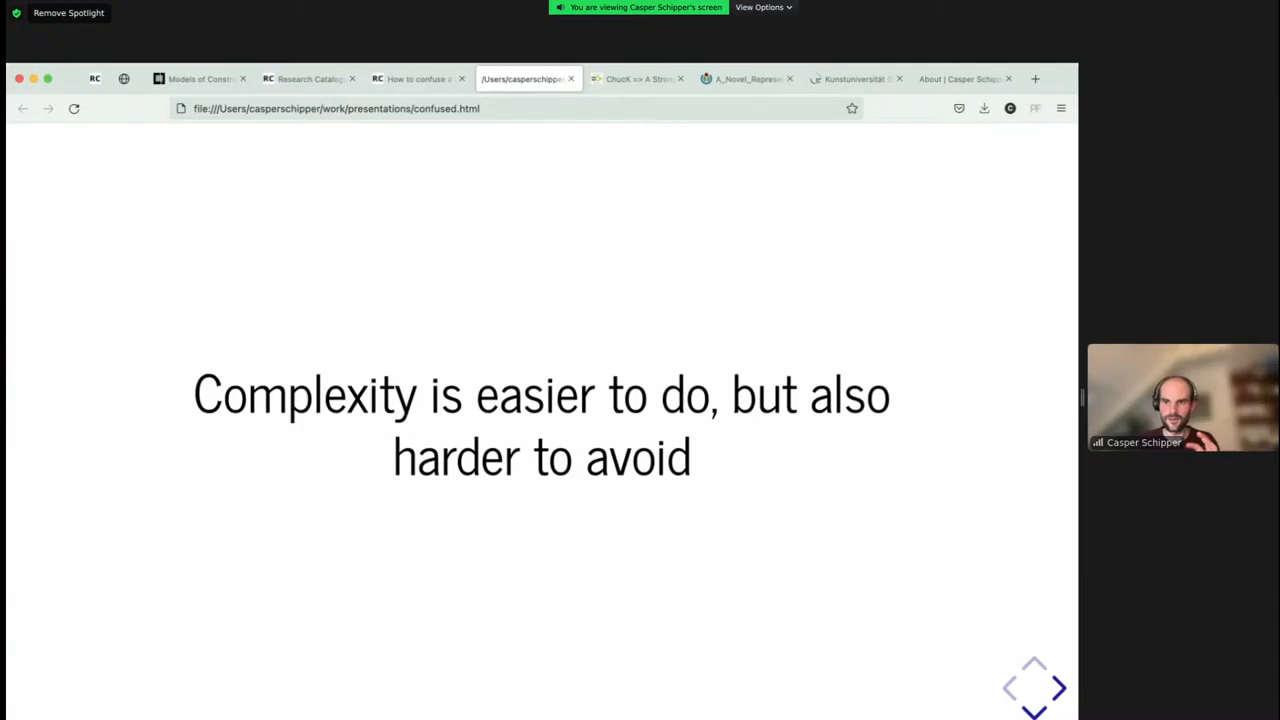 Remove Spotlight
You are viewing Casper Schipper's screen
View Options
RC
Models of Constr
RC Research Catalog
RC How to confuse a
/Users/casperschippe
ChucK => A Stron
A_Novel_Represe
Kunstuniversität G
About | Casper Schipp
file:///Users/casperschipper/work/presentations/confused.html
C
PF
Complexity is easier to do, but also
harder to avoid
Casper Schipper